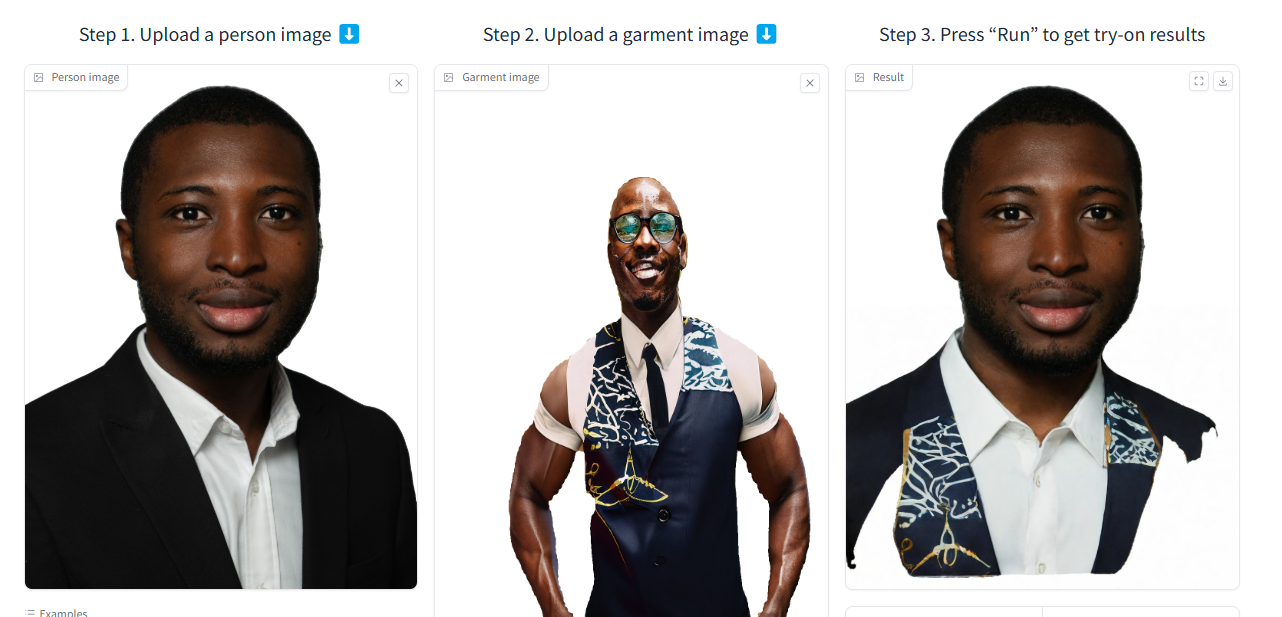 Step 1. Upload a person image ⬇️
Step 2. Upload a garment image ⬇️
Step 3. Press “Run” to get try-on results
Person image
Garment image
Result
Examples